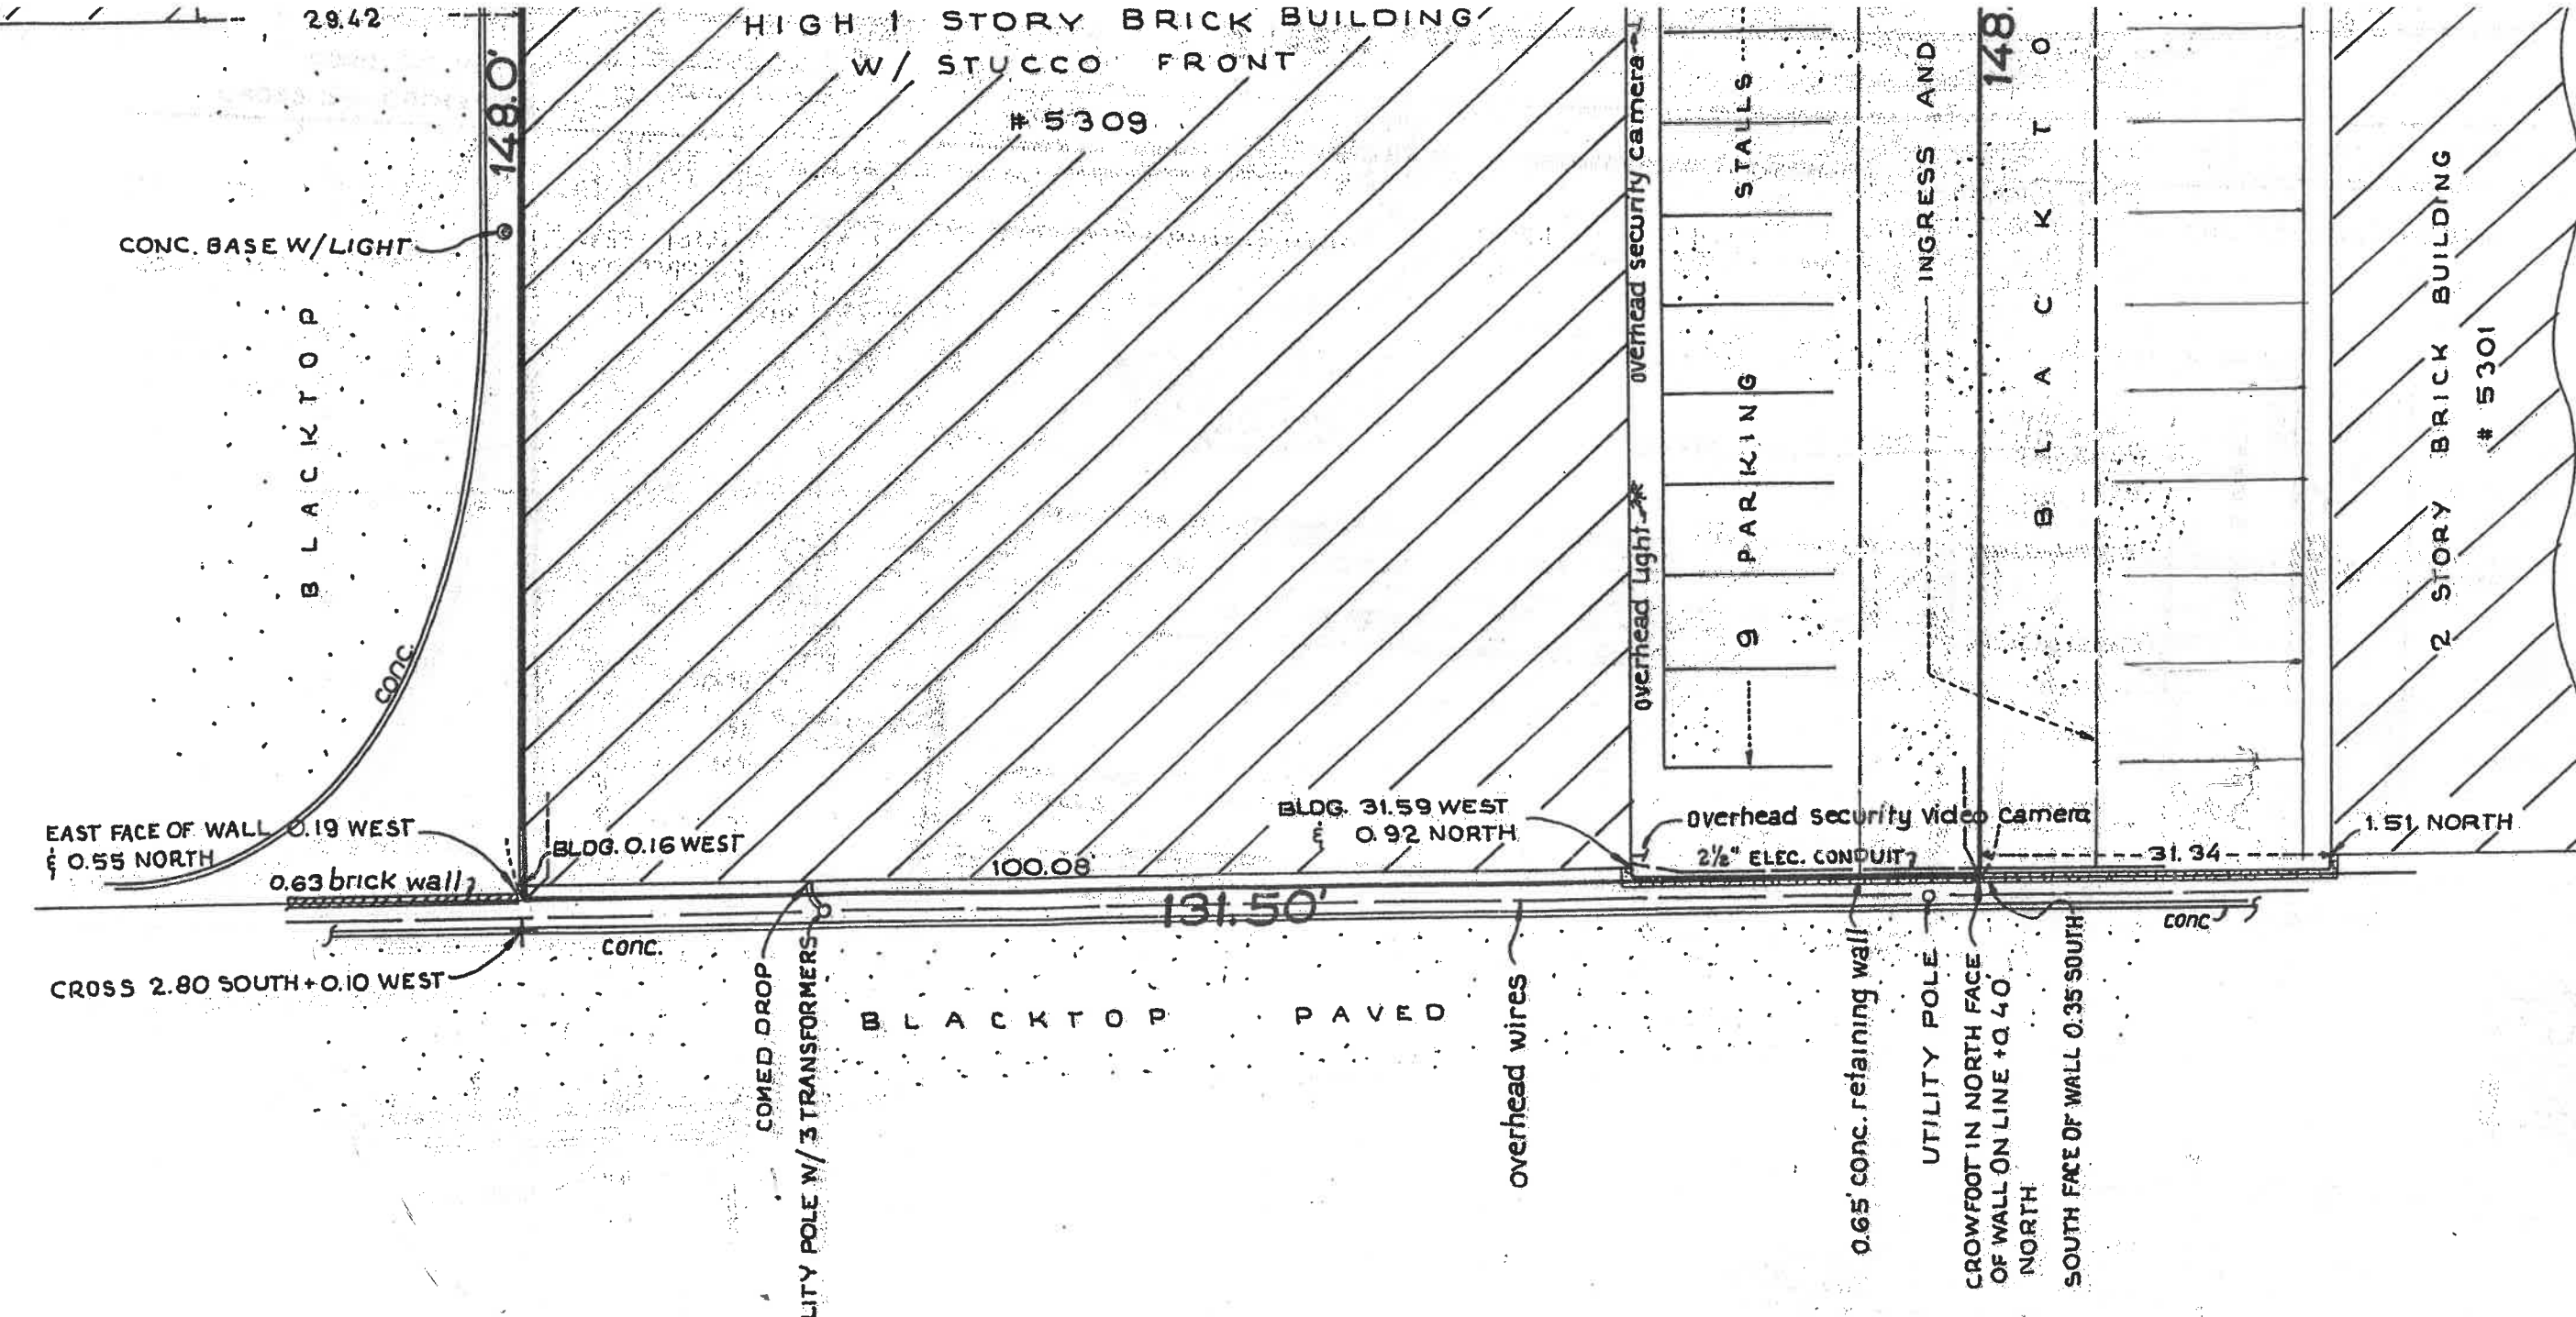 29.42
HIGH 1 STORY BRICK BUILDING
W/ STUCCO FRONT
# 5309
148.0'
148.
CONC. BASE W/LIGHT
BLACKTOP
conc.
overhead security camera
overhead Light
9 PARKING STALLS
INGRESS AND
BLACKTO
2 STORY BRICK BUILDING
# 5301
EAST FACE OF WALL 0.19 WEST
& 0.55 NORTH
0.63 brick wall
BLDG. 0.16 WEST
BLDG. 31.59 WEST
& 0.92 NORTH
overhead security video camera
2½" ELEC. CONDUIT
31.34
1.51 NORTH
100.08'
131.50'
CROSS 2.80 SOUTH + 0.10 WEST
conc.
conc
COMED DROP
LITY POLE W/ 3 TRANSFORMERS
BLACKTOP PAVED
overhead wires
0.65' conc. retaining wall
UTILITY POLE
CROWFOOT IN NORTH FACE
OF WALL ON LINE + 0.40'
NORTH
SOUTH FACE OF WALL 0.35 SOUTH